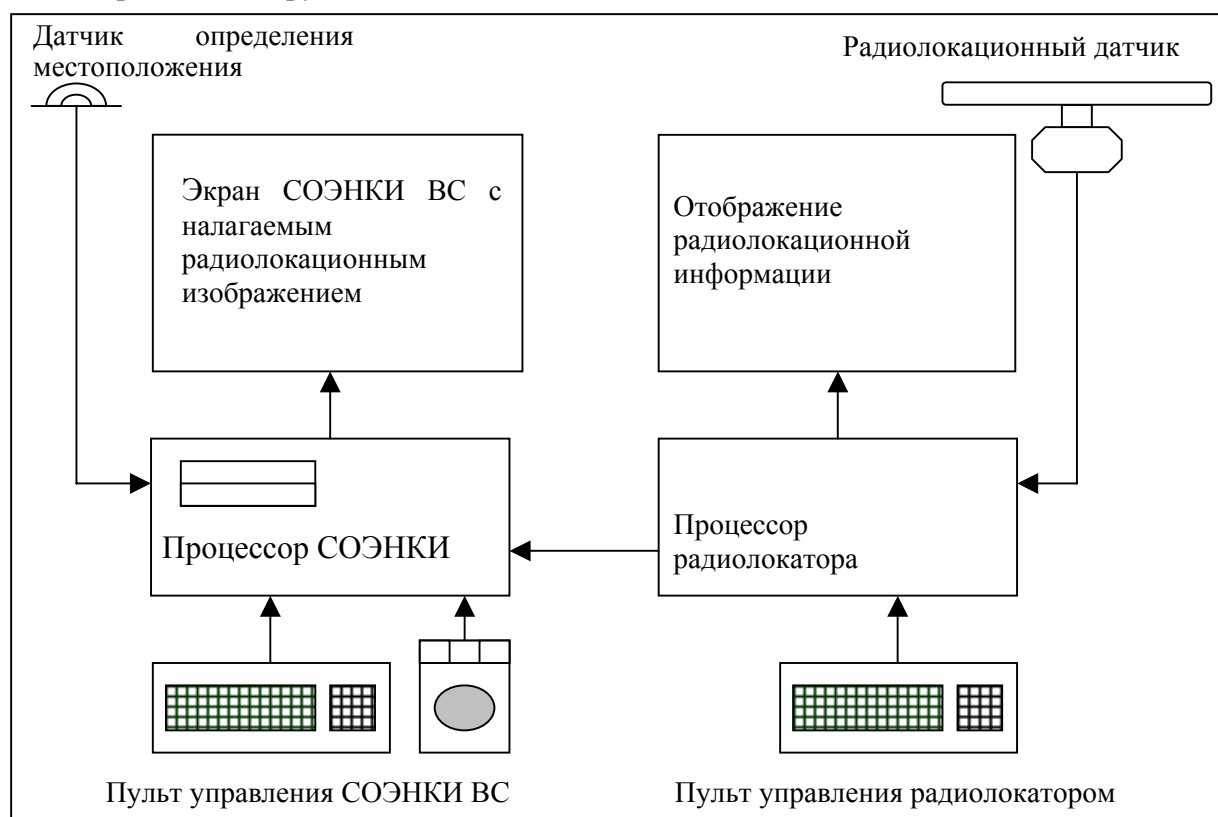 Датчик определения
местоположения
Радиолокационный датчик
Экран СОЭНКИ ВС с
налагаемым
радиолокационным
изображением
Отображение
радиолокационной
информации
Процессор СОЭНКИ
Процессор
радиолокатора
Пульт управления СОЭНКИ ВС
Пульт управления радиолокатором